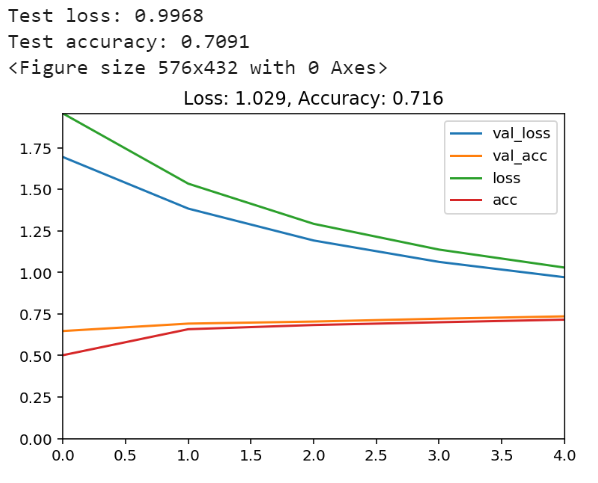 Test loss: 0.9968
Test accuracy: 0.7091
<Figure size 576x432 with 0 Axes>
Loss: 1.029, Accuracy: 0.716
val_loss
val_acc
loss
acc
1.75
1.50
1.25
1.00
0.75
0.50
0.25
0.00
0.0 0.5 1.0 1.5 2.0 2.5 3.0 3.5 4.0